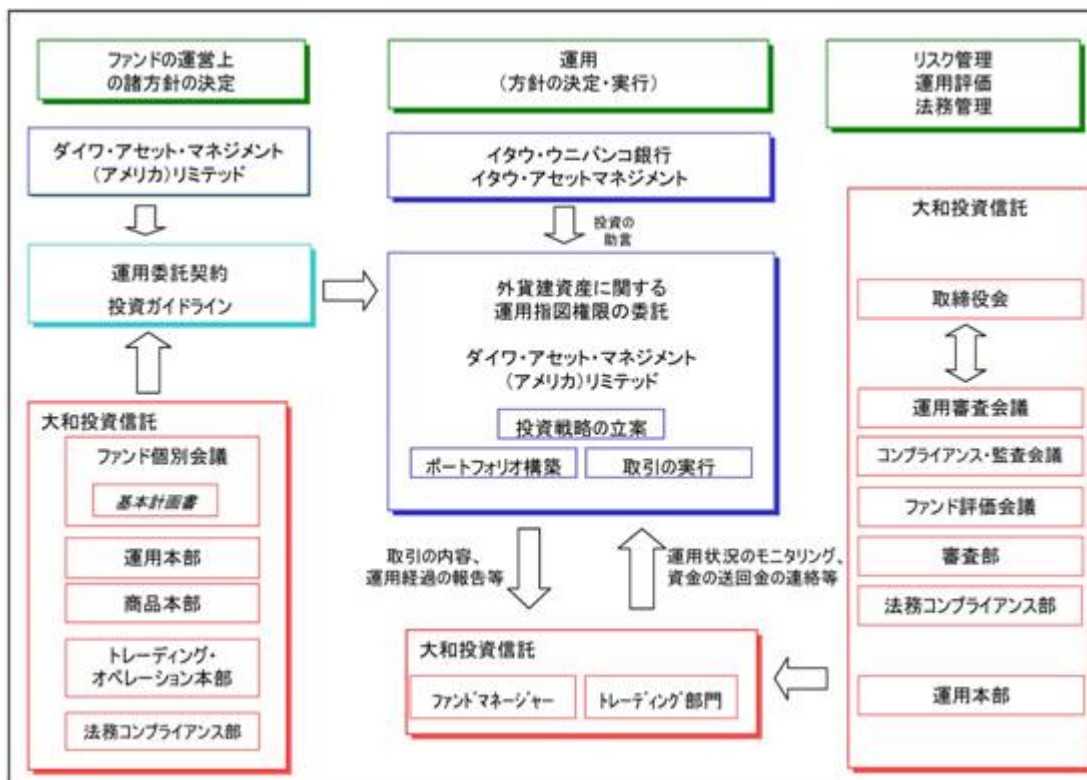 ファンドの運営上
の諸方針の決定
運用
(方針の決定・実行)
リスク管理
運用評価
法務管理
ダイワ・アセット・マネジメント
(アメリカ)リミテッド
イタウ・ウニバンコ銀行
イタウ・アセットマネジメント
投資の
助言
運用委託契約
投資ガイドライン
外貨建資産に関する
運用指図権限の委託
ダイワ・アセット・マネジメント
(アメリカ)リミテッド
投資戦略の立案
ポートフォリオ構築
取引の実行
大和投資信託
ファンド個別会議
基本計画書
運用本部
商品本部
トレーディング・
オペレーション本部
法務コンプライアンス部
取引の内容、
運用経過の報告等
運用状況のモニタリング、
資金の送回金の連絡等
大和投資信託
ファンドマネージャー
トレーディング部門
大和投資信託
取締役会
運用審査会議
コンプライアンス・監査会議
ファンド評価会議
審査部
法務コンプライアンス部
運用本部